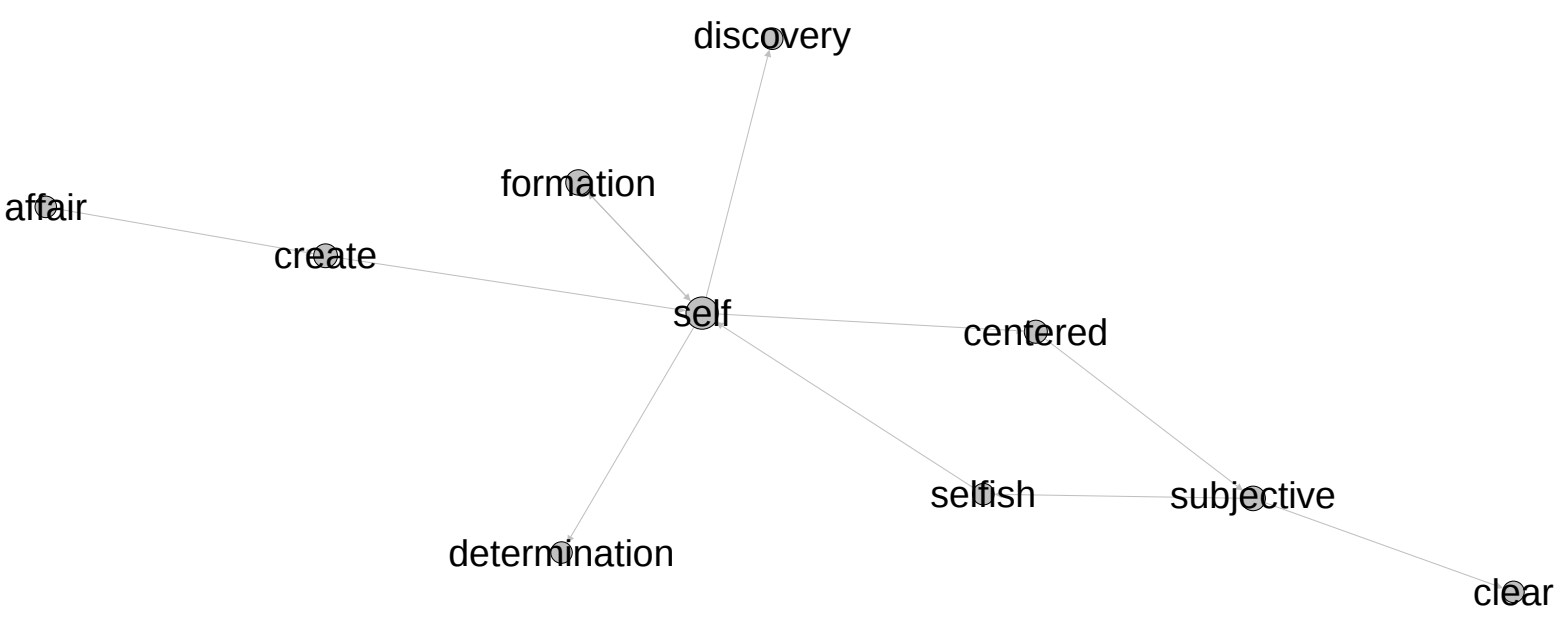 discovery
formation
affair
create
self
centered
selfish
subjective
determination
clear